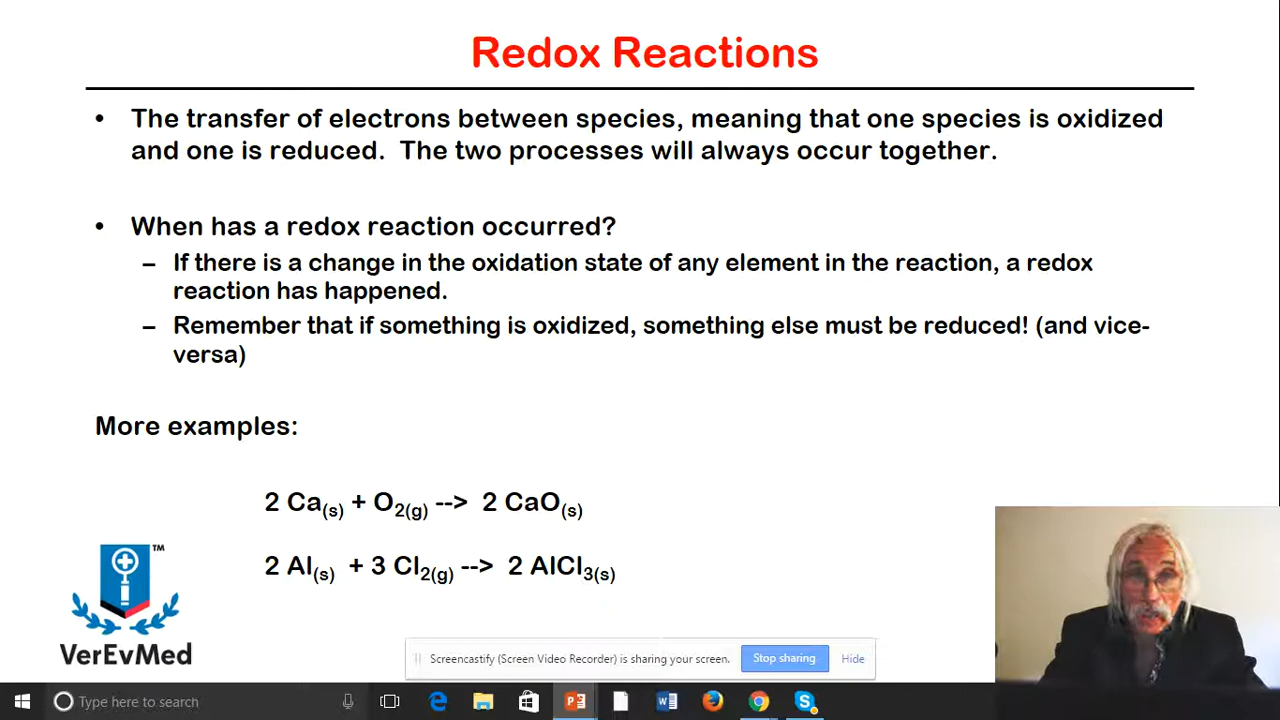 Redox Reactions
• The transfer of electrons between species, meaning that one species is oxidized
and one is reduced.  The two processes will always occur together.
• When has a redox reaction occurred?
– If there is a change in the oxidation state of any element in the reaction, a redox
reaction has happened.
– Remember that if something is oxidized, something else must be reduced! (and vice-
versa)
More examples:
2 Ca(s) + O2(g) --> 2 CaO(s)
2 Al(s) + 3 Cl2(g) --> 2 AlCl3(s)
TM
VerEvMed
Screencastify (Screen Video Recorder) is sharing your screen. Stop sharing Hide
Type here to search